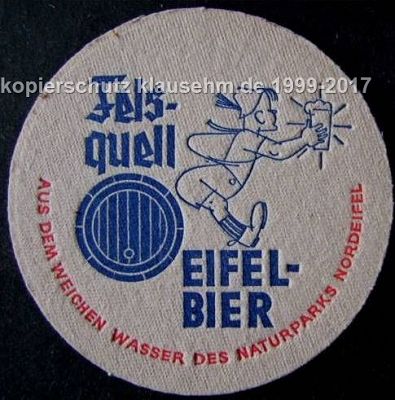 kopierschutz klausehm.de 1999-2017
Fels-
quell
EIFEL-
BIER
AUS DEM WEICHEN WASSER DES NATURPARKS NORDEIFEL